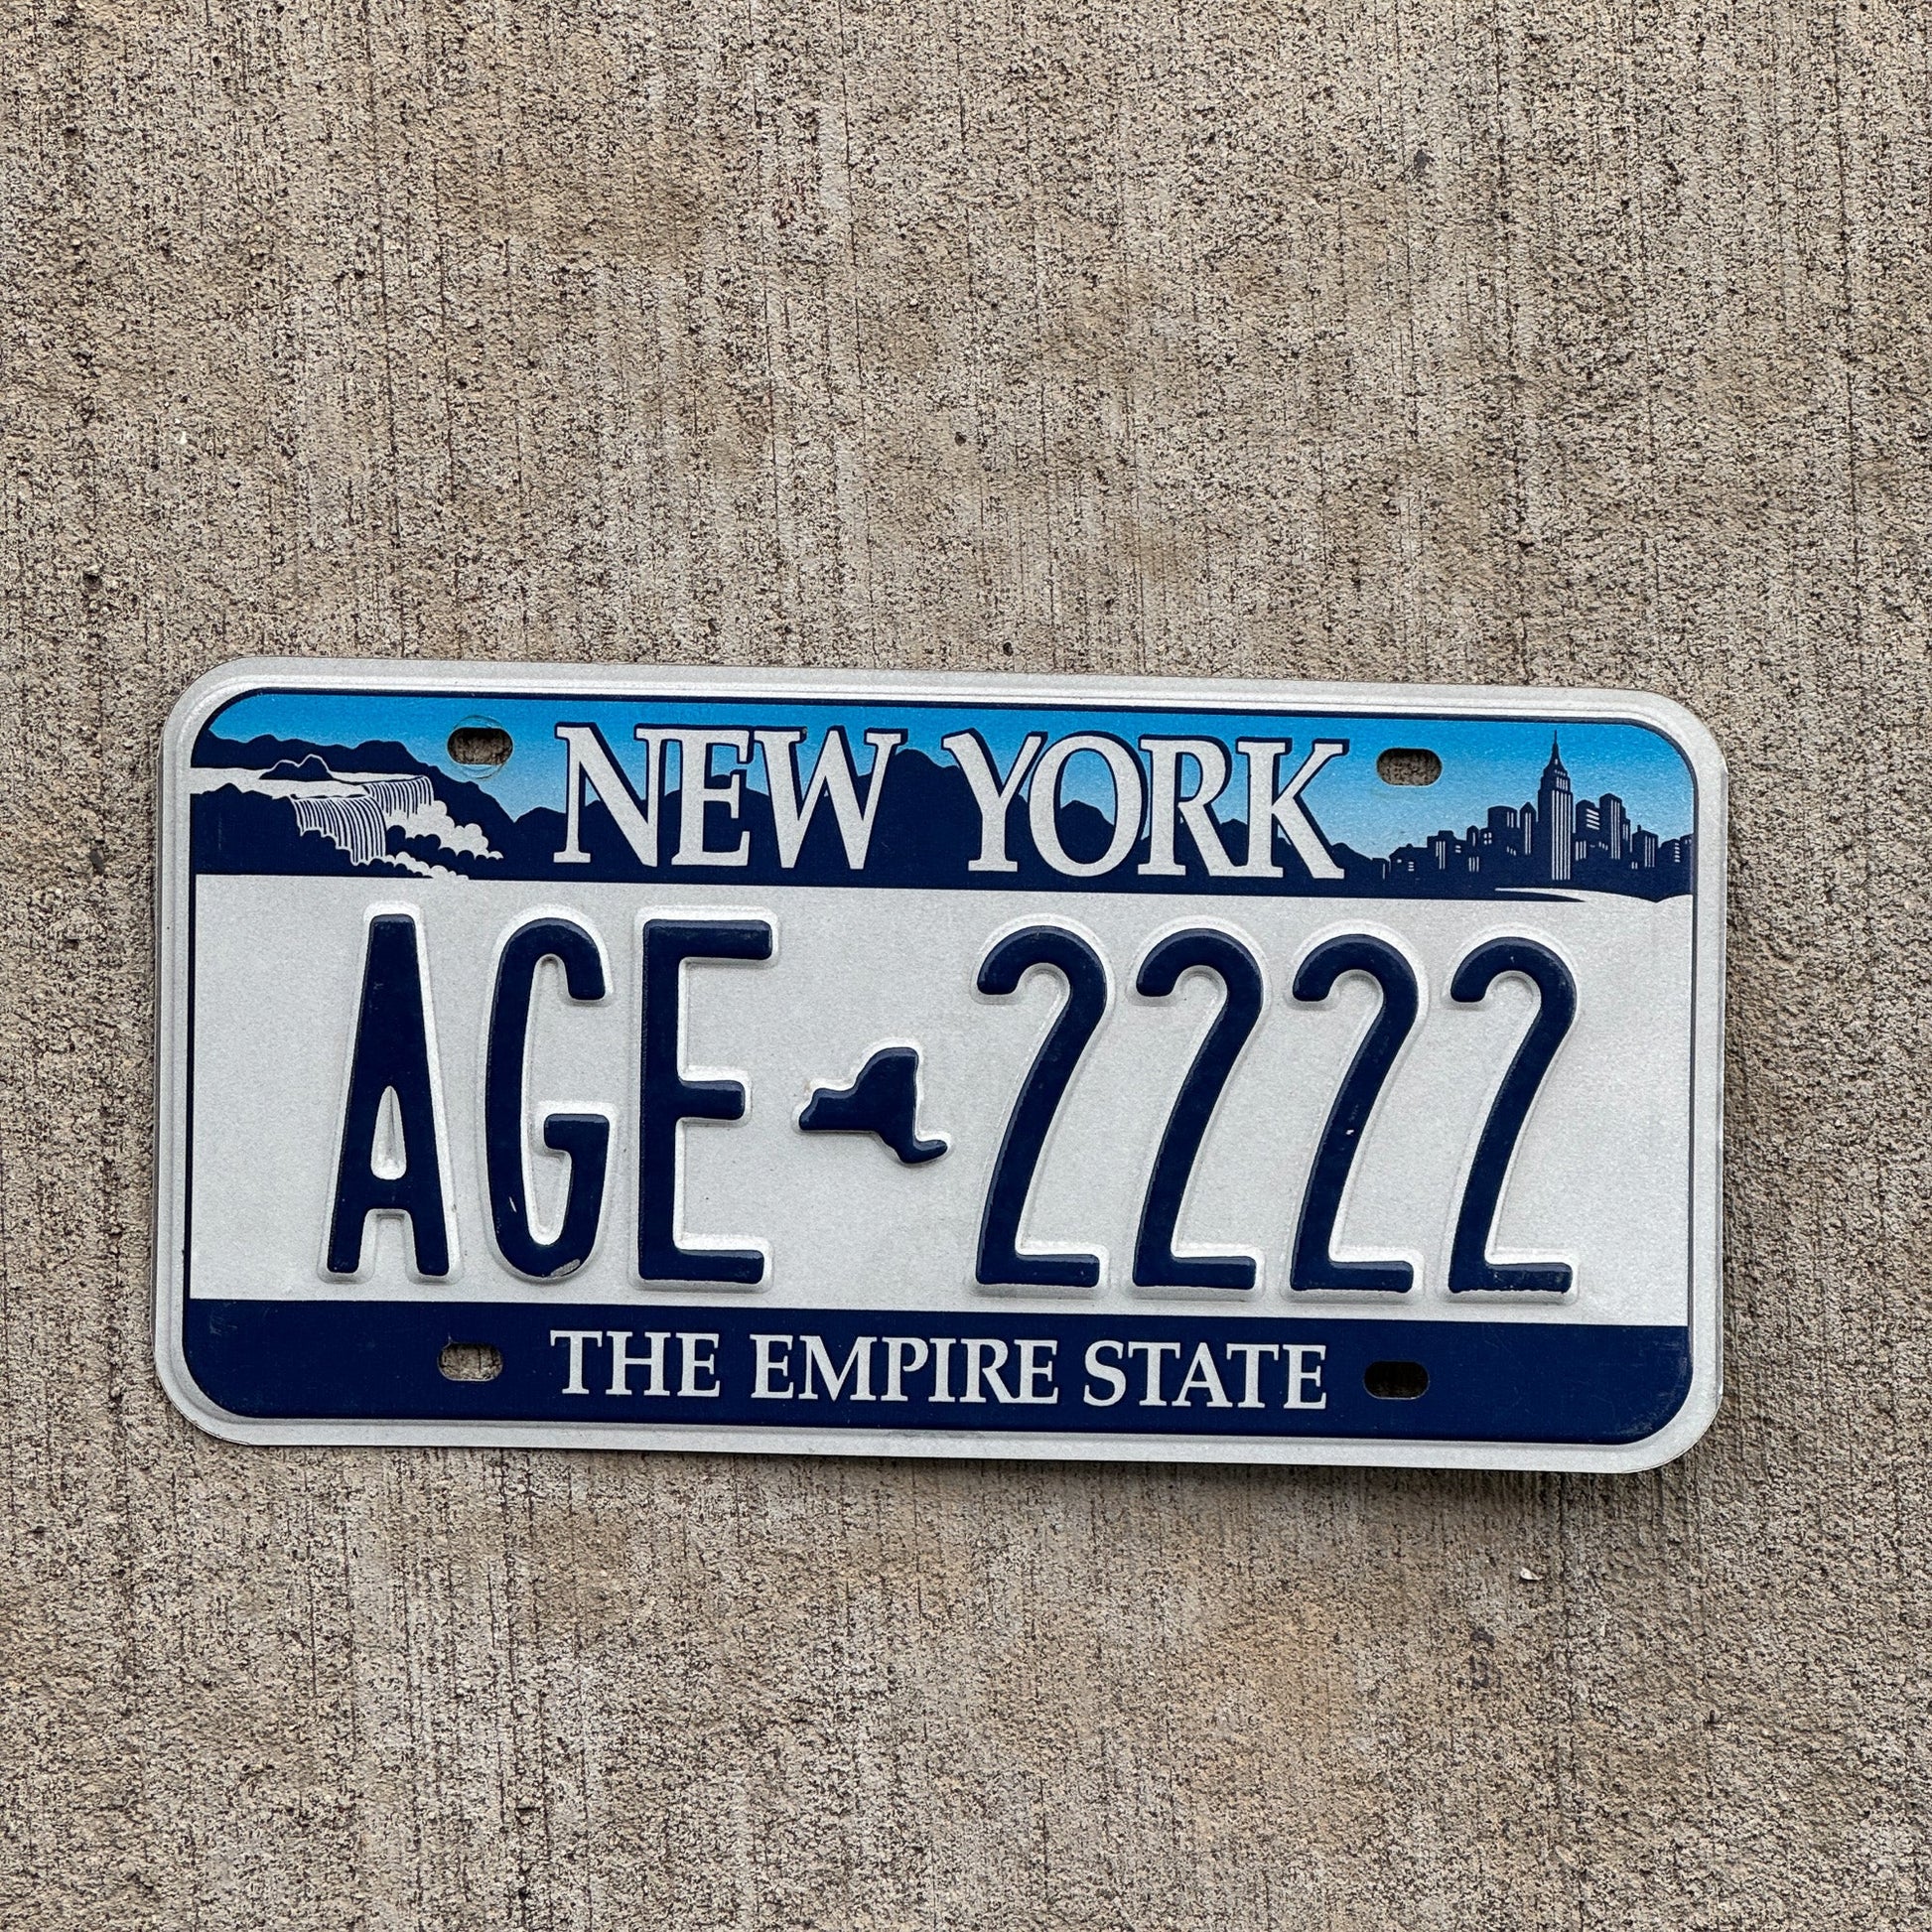 NEW YORK
AGE 2222
THE EMPIRE STATE